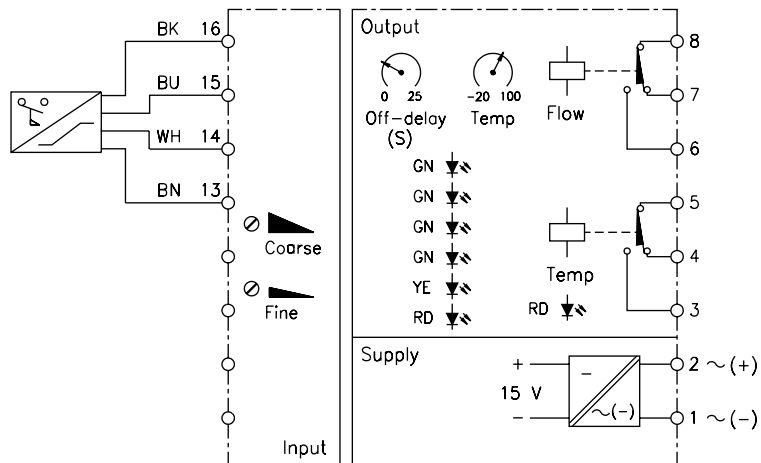 BK 16
BU 15
WH 14
BN 13
Coarse
Fine
Input
Output
0 25
Off-delay
(S)
-20 100
Temp
Flow
8
7
6
GN
GN
GN
GN
YE
RD
Temp
RD
5
4
3
Supply
+
15 V
-
~(-)
2 ~(+)
1 ~(-)